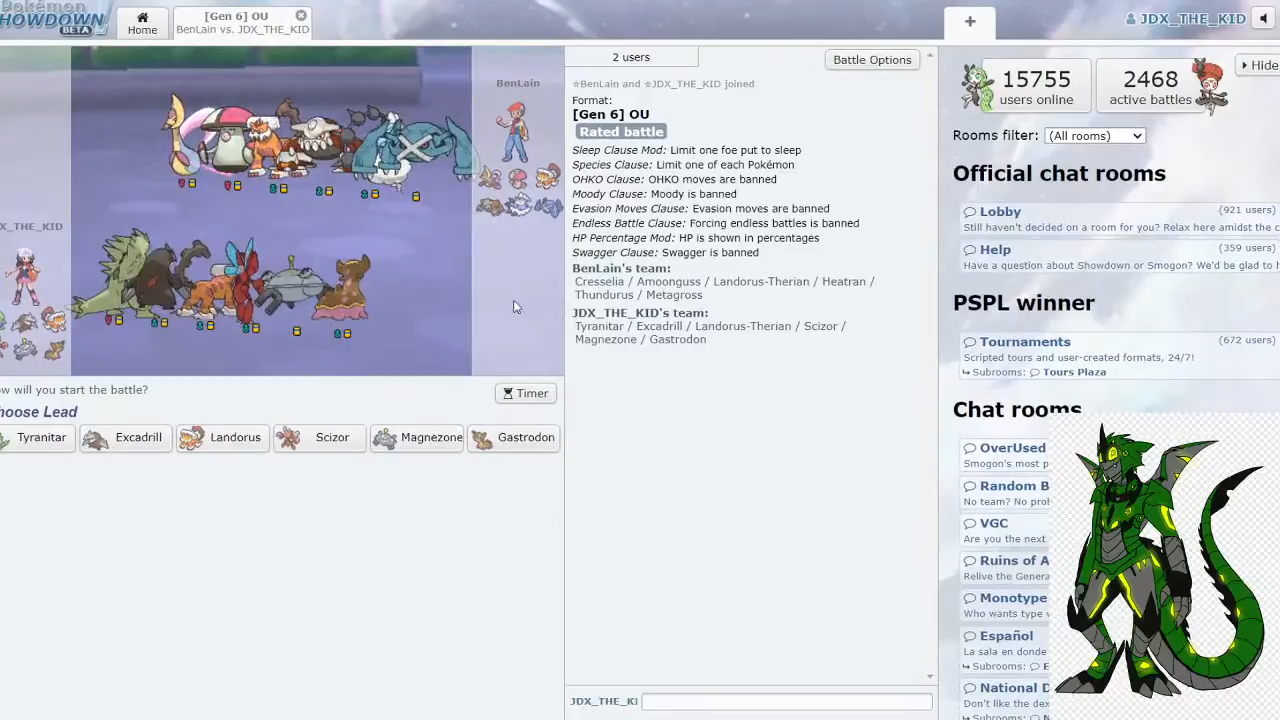 Pokémon
SHOWDOWN
BETA
Home
[Gen 6] OU
BenLain vs. JDX_THE_KID
+
JDX_THE_KID
BenLain
_THE_KID
ow will you start the battle?
Timer
hoose Lead
Tyranitar
Excadrill
Landorus
Scizor
Magnezone
Gastrodon
2 users
Battle Options
☆BenLain and ☆JDX_THE_KID joined
Format:
[Gen 6] OU
Rated battle
Sleep Clause Mod: Limit one foe put to sleep
Species Clause: Limit one of each Pokémon
OHKO Clause: OHKO moves are banned
Moody Clause: Moody is banned
Evasion Moves Clause: Evasion moves are banned
Endless Battle Clause: Forcing endless battles is banned
HP Percentage Mod: HP is shown in percentages
Swagger Clause: Swagger is banned
BenLain's team:
Cresselia / Amoonguss / Landorus-Therian / Heatran /
Thundurus / Metagross
JDX_THE_KID's team:
Tyranitar / Excadrill / Landorus-Therian / Scizor /
Magnezone / Gastrodon
JDX_THE_KI
15755
users online
2468
active battles
Hide
Rooms filter: (All rooms)
Official chat rooms
Lobby (921 users)
Still haven't decided on a room for you? Relax here amidst the c
Help (359 users)
Have a question about Showdown or Smogon? We'd be glad to h
PSPL winner
Tournaments (672 users)
Scripted tours and user-created formats, 24/7!
Subrooms: Tours Plaza
Chat rooms
OverUsed
Smogon's most p
Random B
No team? No prol
VGC
Are you the next
Ruins of A
Relive the Genera
Monotype
Who wants type v
Español
La sala en donde
Subrooms: E
National D
Don't like the dex
Subrooms: N